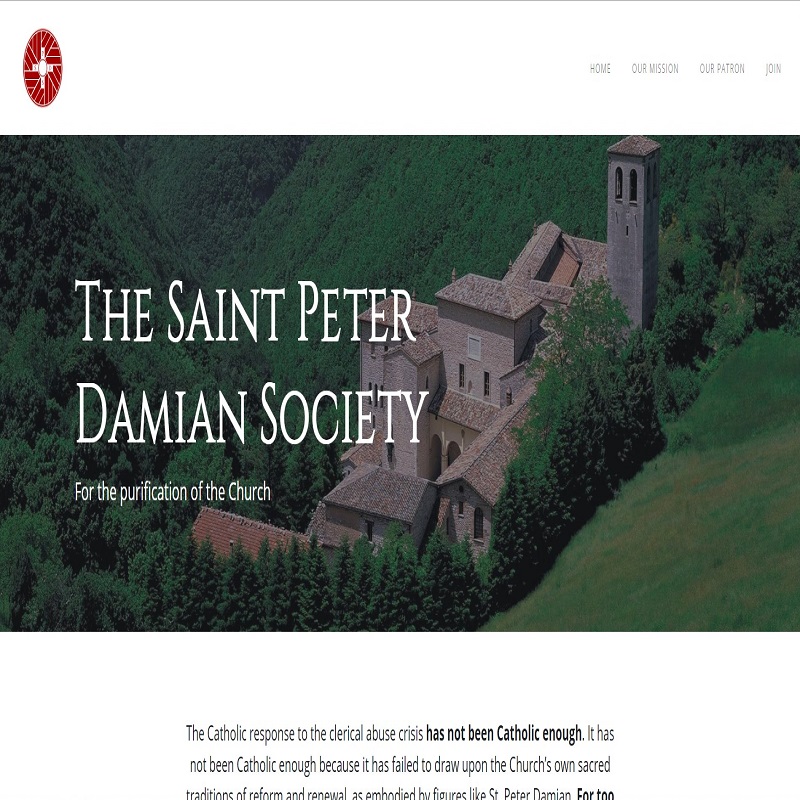 HOME OUR MISSION OUR PATRON JOIN
THE SAINT PETER
DAMIAN SOCIETY
For the purification of the Church
The Catholic response to the clerical abuse crisis has not been Catholic enough. It has
not been Catholic enough because it has failed to draw upon the Church's own sacred
traditions of reform and renewal, as embodied by figures like St. Peter Damian. For too